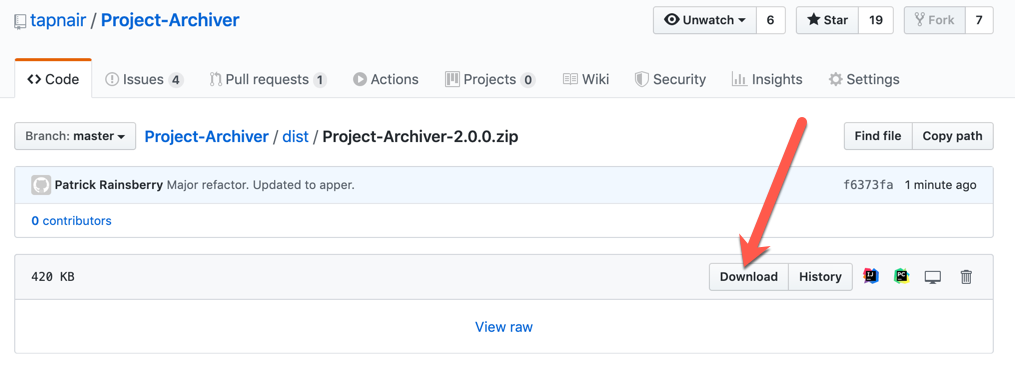 tapnair / Project-Archiver Unwatch 6 Star 19 Fork 7
Code Issues 4 Pull requests 1 Actions Projects 0 Wiki Security Insights Settings
Branch: master Project-Archiver / dist / Project-Archiver-2.0.0.zip Find file Copy path
Patrick Rainsberry Major refactor. Updated to apper. f6373fa 1 minute ago
0 contributors
420 KB Download History IJ PC
View raw